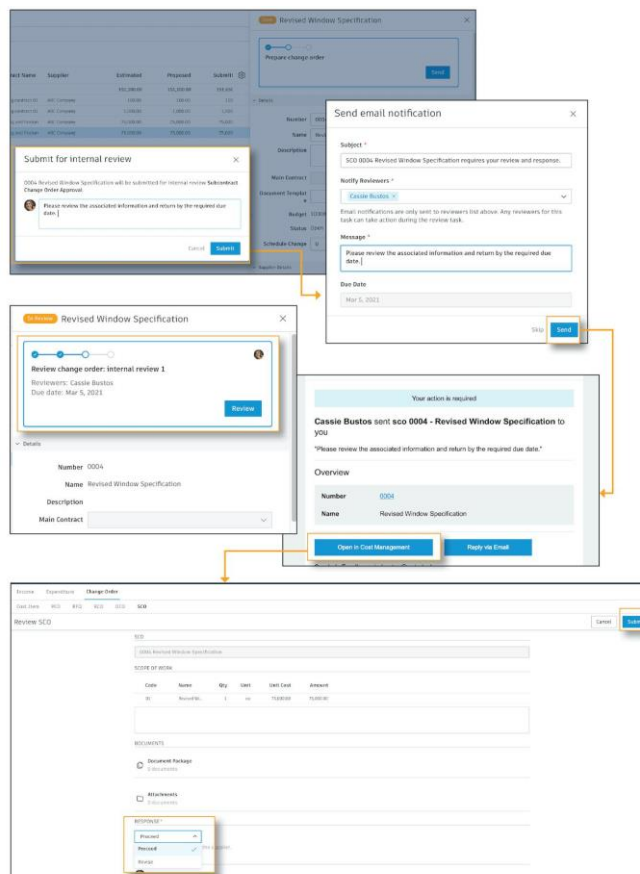 Revised Window Specification
Prepare change order
Send
Details
Number
Name
Description
Main Contract
Budget
Status
Schedule Change
Supplier
Estimated
Proposed
ABC Company
ABC Company
ABC Company
ABC Company
Submit for internal review
0004 Revised Window Specification will be submitted for internal review Subcontract
Change Order Approval
Please review the associated information and return by the required due
date.
Cancel
Submit
Send email notification
Subject *
SCO 0004 Revised Window Specification requires your review and response.
Notify Reviewers *
Cassie Bustos ×
Email notifications are only sent to reviewers list above. Any reviewers for this
task can take action during the review task.
Message *
Please review the associated information and return by the required due
date.
Due Date
Mar 5, 2021
Skip
Send
In Review
Revised Window Specification
Review change order: internal review 1
Reviewers: Cassie Bustos
Due date: Mar 5, 2021
Review
Details
Number 0004
Name Revised Window Specification
Description
Main Contract
Your action is required
Cassie Bustos sent sco 0004 - Revised Window Specification to
you
"Please review the associated information and return by the required due date."
Overview
Number 0004
Name Revised Window Specification
Open in Cost Management
Reply via Email
Income Expenditure Change Order
SCO
Review SCO
Cancel
SCO
0004 Revised Window Specification
SCOPE OF WORK
Code Name Qty Unit Unit Cost Amount
DOCUMENTS
Document Package
0 documents
Attachments
0 documents
RESPONSE *
Proceed
Proceed
Revise